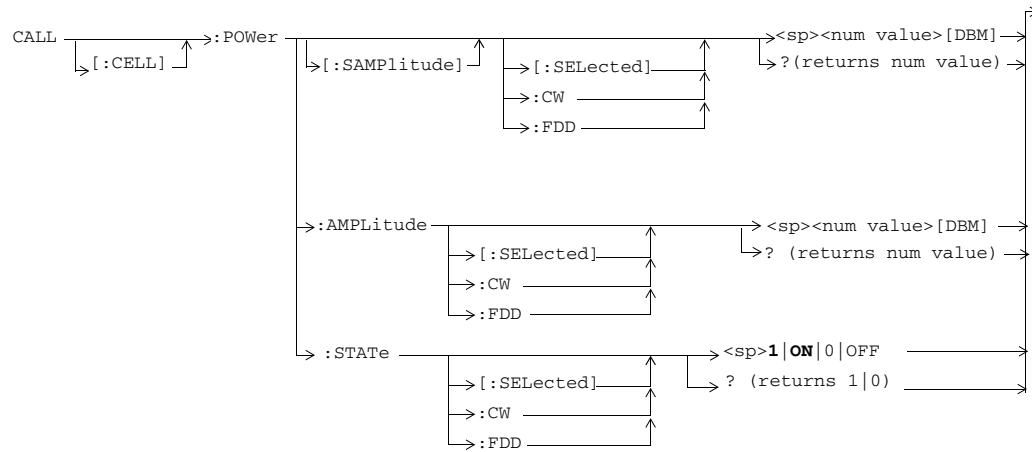 CALL :POWer <sp><num value>[DBM]
[:CELL] [:SAMPlitude] [:SELected] ?(returns num value)
:CW
:FDD
:AMPLitude <sp><num value>[DBM]
[:SELected] ? (returns num value)
:CW
:FDD
:STATe <sp>1|ON|0|OFF
[:SELected] ? (returns 1|0)
:CW
:FDD